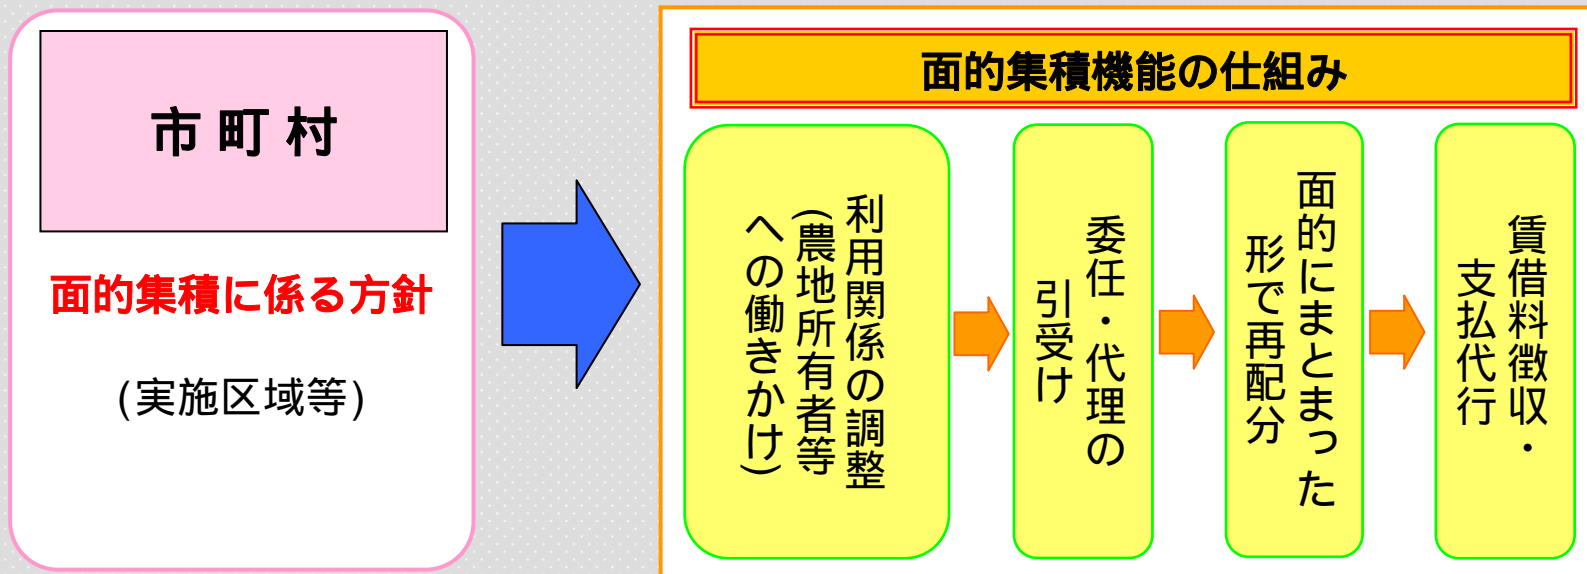 市町村
面的集積に係る方針
(実施区域等)
面的集積機能の仕組み
利用関係の調整
(農地所有者等
への働きかけ)
委任・代理の
引受け
面的にまとまった
形で再配分
賃借料徴収・
支払代行